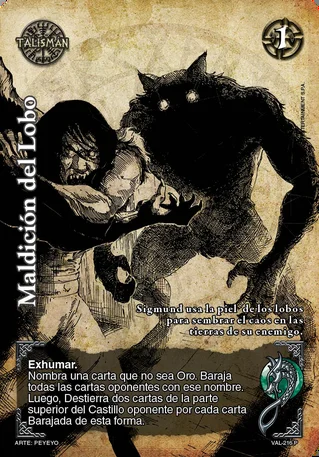 TALISMAN
1
Maldición del Lobo
Sigmund usa la piel de los lobos
para sembrar el caos en las
tierras de su enemigo.
Exhumar.
Nombra una carta que no sea Oro. Baraja
todas las cartas oponentes con ese nombre.
Luego, Destierra dos cartas de la parte
superior del Castillo oponente por cada carta
Barajada de esta forma.
ARTE: PEYEYO